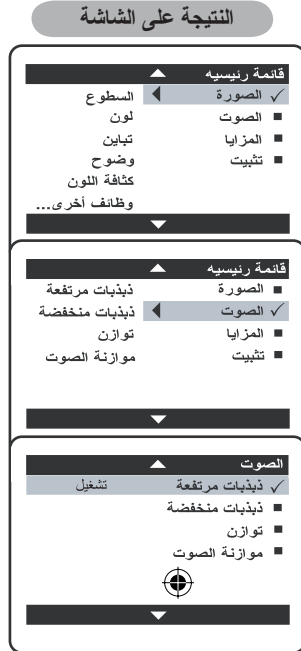 النتيجة على الشاشة
قائمة رئيسيه
✓ الصورة ◀ السطوع
■ الصوت لون
■ المزايا تباين
■ تثبيت وضوح
كثافة اللون
وظائف أخرى...
قائمة رئيسيه
■ الصورة ذبذبات مرتفعة
✓ الصوت ◀ ذبذبات منخفضة
■ المزايا توازن
■ تثبيت موازنة الصوت
الصوت
✓ ذبذبات مرتفعة تشغيل
■ ذبذبات منخفضة
■ توازن
■ موازنة الصوت